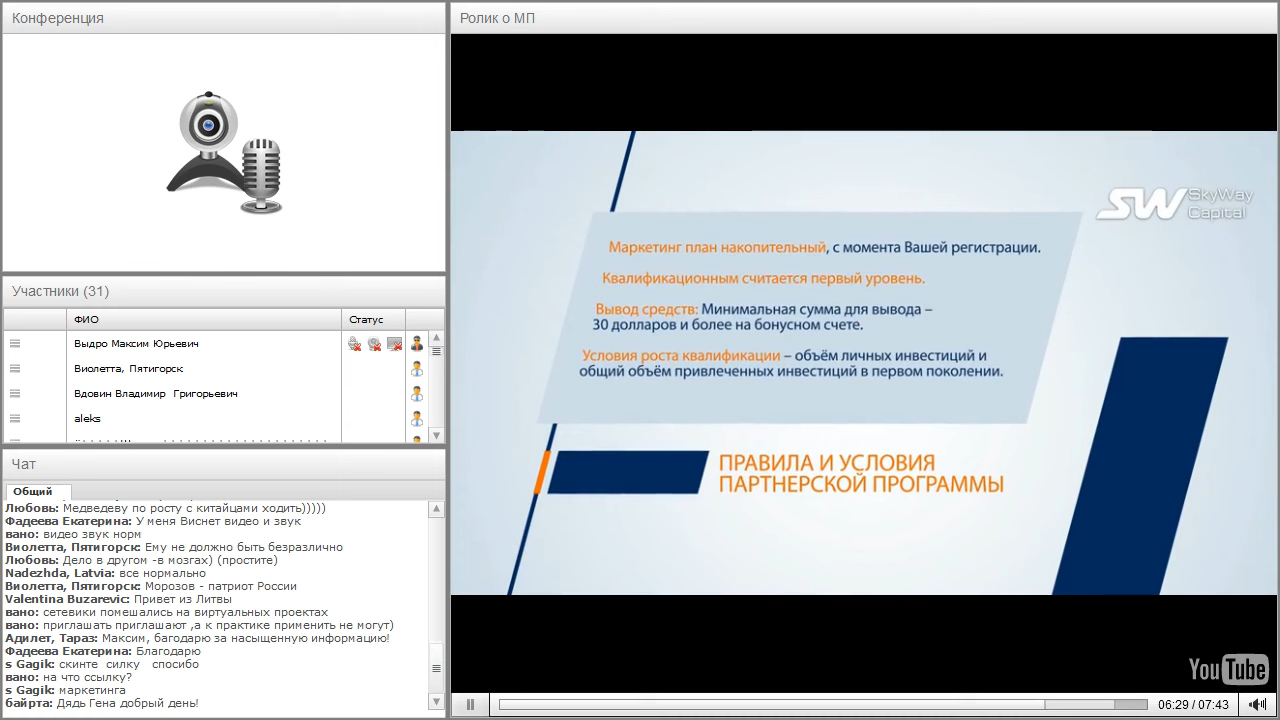 Конференция
Участники (31)
ФИО
Статус
Выдро Максим Юрьевич
Виолетта, Пятигорск
Вдовин Владимир Григорьевич
aleks
Чат
Общий
Любовь: Медведеву по росту с китайцами ходить)))))
Фадеева Екатерина: У меня Виснет видео и звук
вано: видео звук норм
Виолетта, Пятигорск: Ему не должно быть безразлично
Любовь: Дело в другом -в мозгах) (простите)
Nadezhda, Latvia: все нормально
Виолетта, Пятигорск: Морозов - патриот России
Valentina Buzarevic: Привет из Литвы
вано: сетевики помешались на виртуальных проектах
вано: приглашать приглашают ,а к практике применить не могут)
Адилет, Тараз: Максим, багодарю за насыщенную информацию!
Фадеева Екатерина: Благодарю
s Gagik: скинте силку спосибо
вано: на что ссылку?
s Gagik: маркетинга
байрта: Дядь Гена добрый день!
Ролик о МП
SW SkyWay
Capital
Маркетинг план накопительный, с момента Вашей регистрации.
Квалификационным считается первый уровень.
Вывод средств: Минимальная сумма для вывода –
30 долларов и более на бонусном счете.
Условия роста квалификации – объём личных инвестиций и
общий объём привлеченных инвестиций в первом поколении.
ПРАВИЛА И УСЛОВИЯ
ПАРТНЕРСКОЙ ПРОГРАММЫ
YouTube
06:29 / 07:43